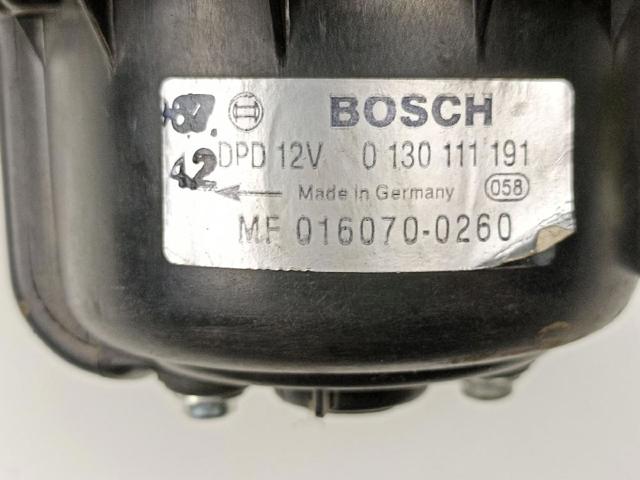 BOSCH
DPD 12V 0 130 111 191
42
Made in Germany 058
MF 016070-0260